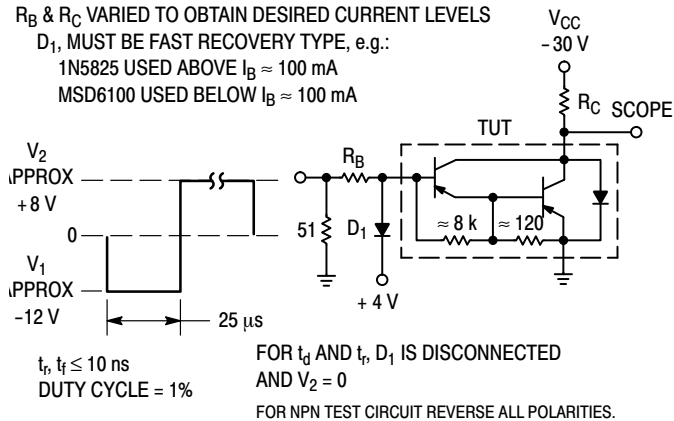 R_B & R_C VARIED TO OBTAIN DESIRED CURRENT LEVELS
D_1, MUST BE FAST RECOVERY TYPE, e.g.:
1N5825 USED ABOVE I_B ≈ 100 mA
MSD6100 USED BELOW I_B ≈ 100 mA
V_CC
-30 V
R_C
SCOPE
TUT
V_2
APPROX
+8 V
0
V_1
APPROX
-12 V
25 μs
R_B
51
D_1
+ 4 V
≈ 8 k
≈ 120
t_r, t_f ≤ 10 ns
DUTY CYCLE = 1%
FOR t_d AND t_r, D_1 IS DISCONNECTED
AND V_2 = 0
FOR NPN TEST CIRCUIT REVERSE ALL POLARITIES.